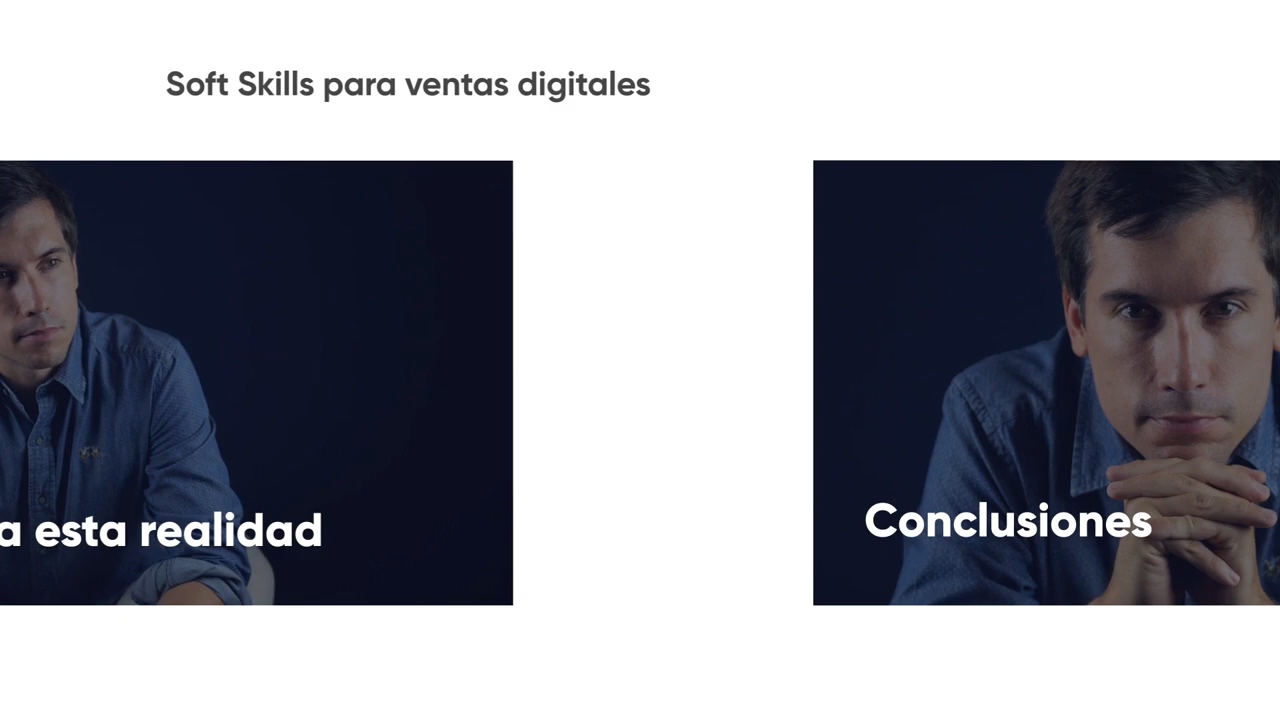 Soft Skills para ventas digitales
a esta realidad
Conclusiones